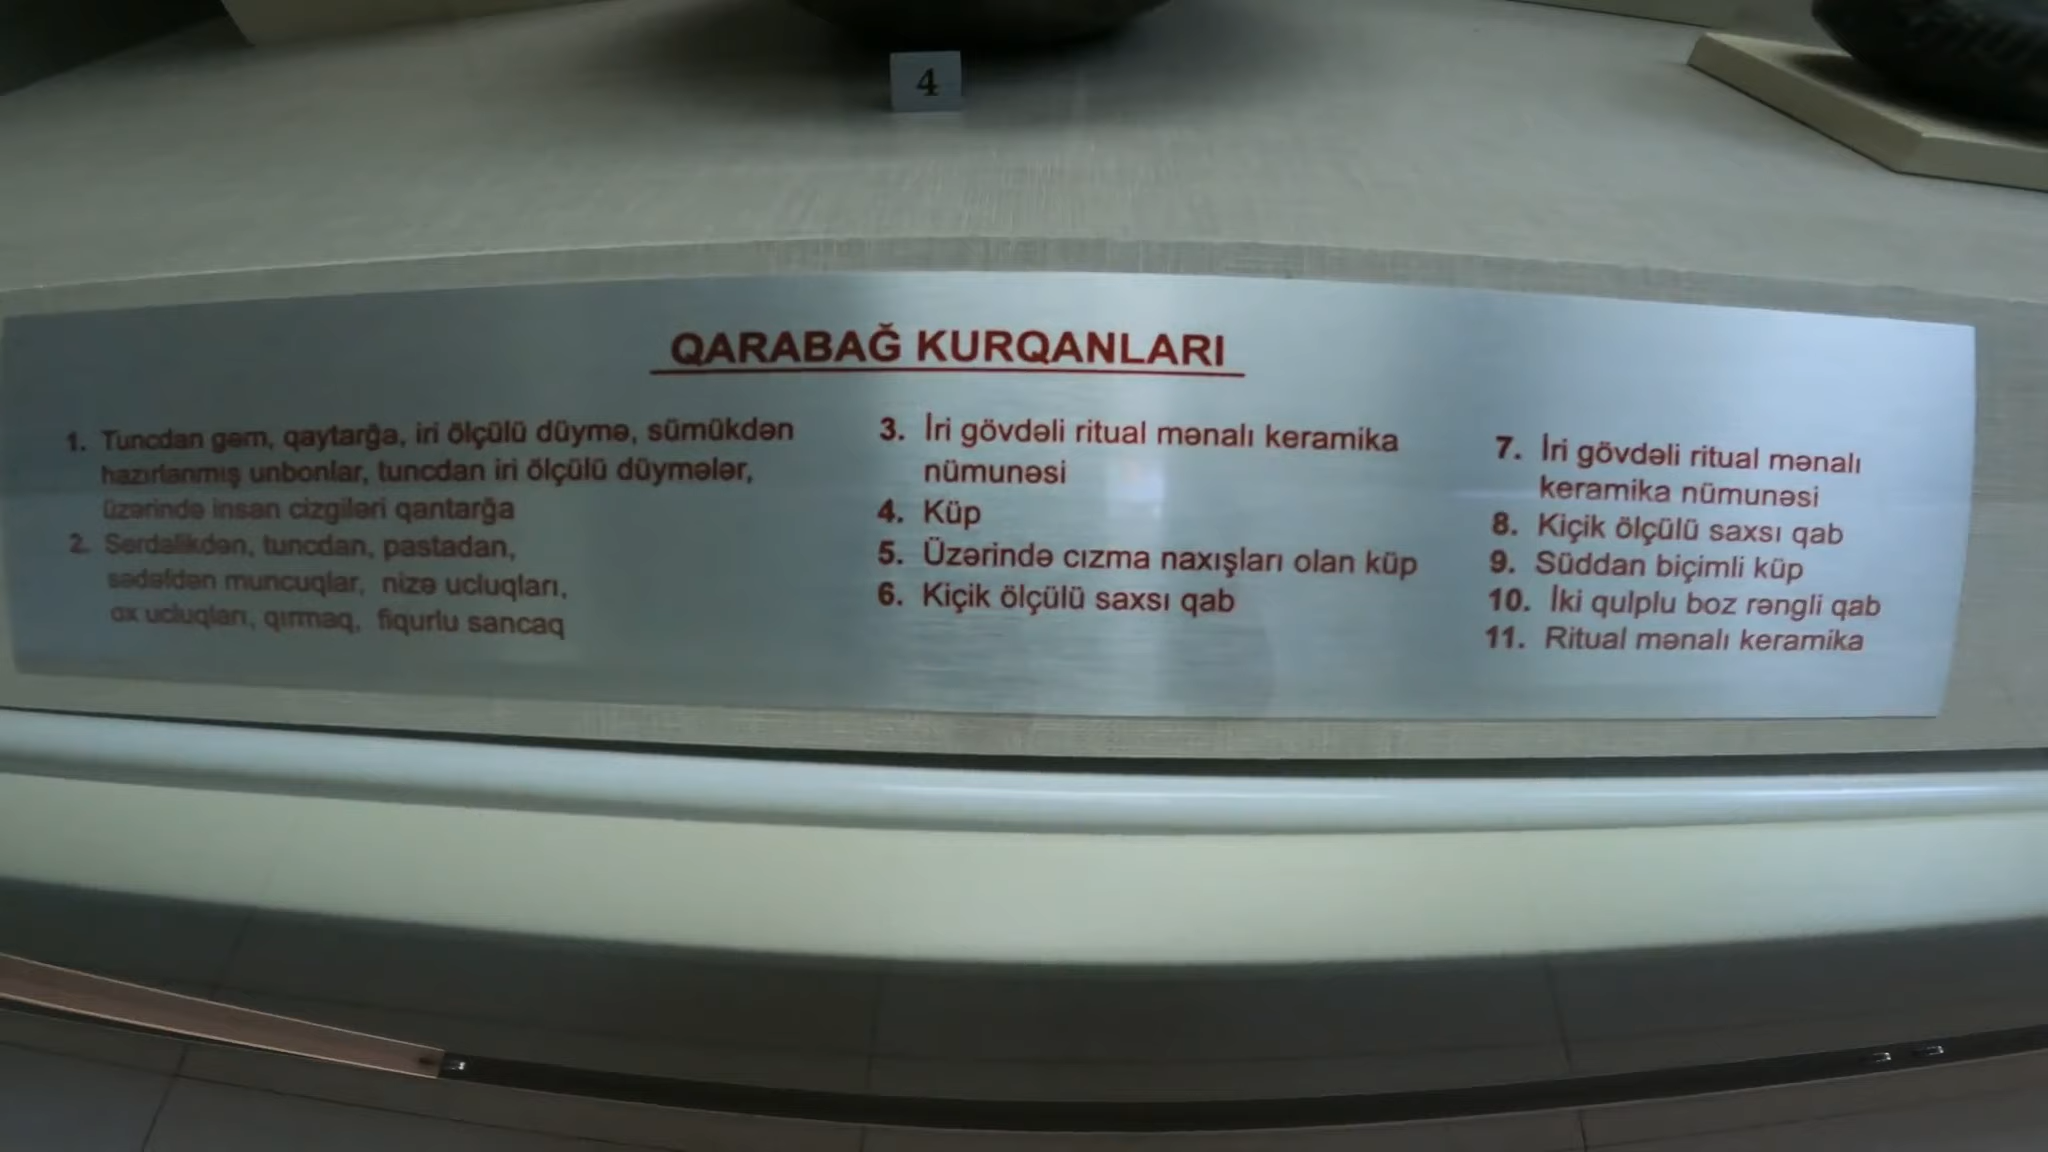 4
QARABAĞ KURQANLARI
1. Tuncdan gəm, qaytarğa, iri ölçülü düymə, sümükdən
hazırlanmış unbonlar, tuncdan iri ölçülü düymələr,
üzərində insan cizgiləri qantarğa
2. Serdalikdən, tuncdan, pastadan,
sədəfdən muncuqlar, nizə ucluqları,
ox ucluqları, qırmaq, fiqurlu sancaq
3. İri gövdəli ritual mənalı keramika
nümunəsi
4. Küp
5. Üzərində cızma naxışları olan küp
6. Kiçik ölçülü saxsı qab
7. İri gövdəli ritual mənalı
keramika nümunəsi
8. Kiçik ölçülü saxsı qab
9. Süddan biçimli küp
10. İki qulplu boz rəngli qab
11. Ritual mənalı keramika